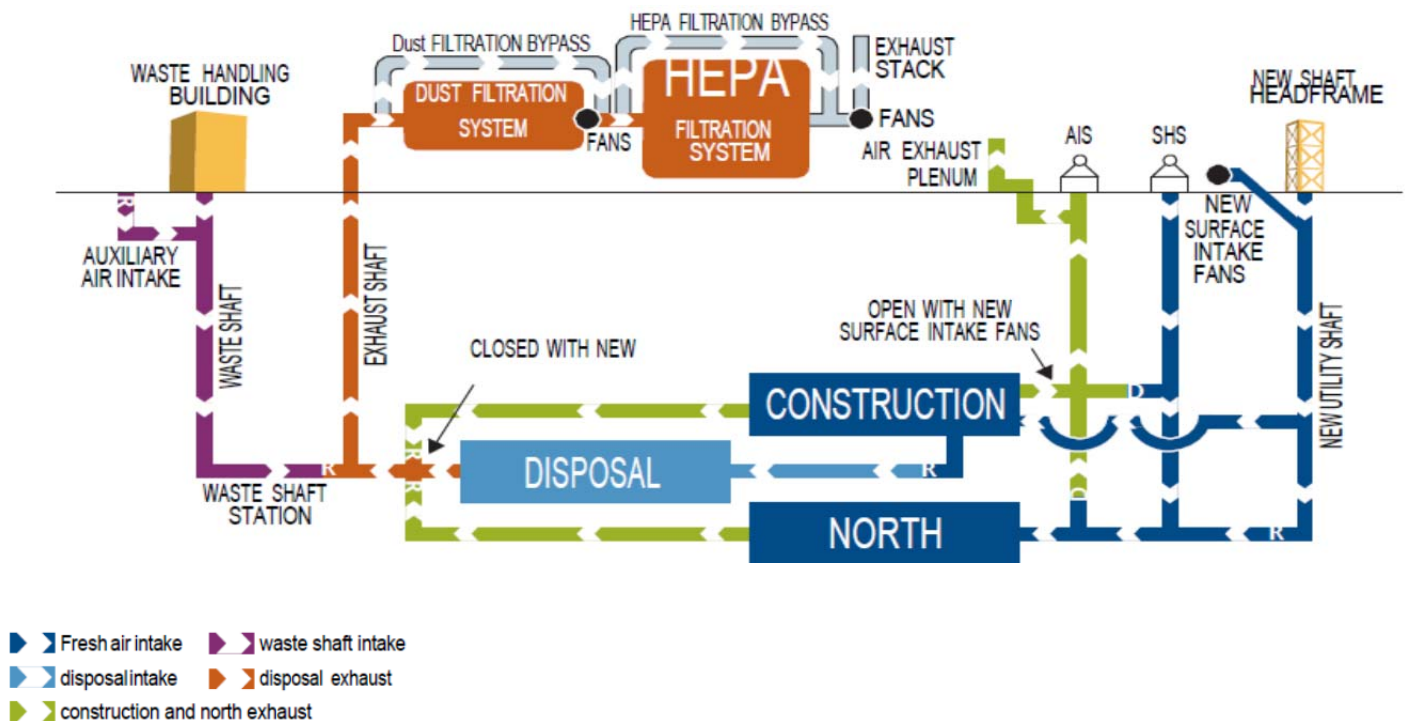 HEPA FILTRATION BYPASS
Dust FILTRATION BYPASS
EXHAUST
STACK
WASTE HANDLING
BUILDING
DUST FILTRATION
SYSTEM
FANS
HEPA
FILTRATION
SYSTEM
FANS
NEW SHAFT
HEADFRAME
AIR EXHAUST
PLENUM
AIS
SHS
R
AUXILIARY
AIR INTAKE
NEW
SURFACE
INTAKE
FANS
WASTE SHAFT
EXHAUST SHAFT
NEW UTILITY SHAFT
OPEN WITH NEW
SURFACE INTAKE FANS
CLOSED WITH NEW
CONSTRUCTION
D
R
DISPOSAL
R
R
R
WASTE SHAFT
STATION
C
NORTH
R
Fresh air intake
waste shaft intake
disposal intake
disposal exhaust
construction and north exhaust